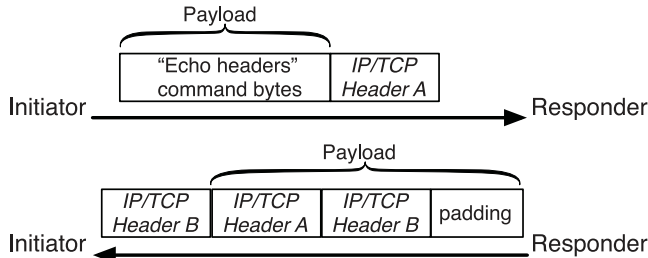 Payload
“Echo headers” command bytes
IP/TCP Header A
Initiator
Responder
Payload
IP/TCP Header B
IP/TCP Header A
IP/TCP Header B
padding
Initiator
Responder